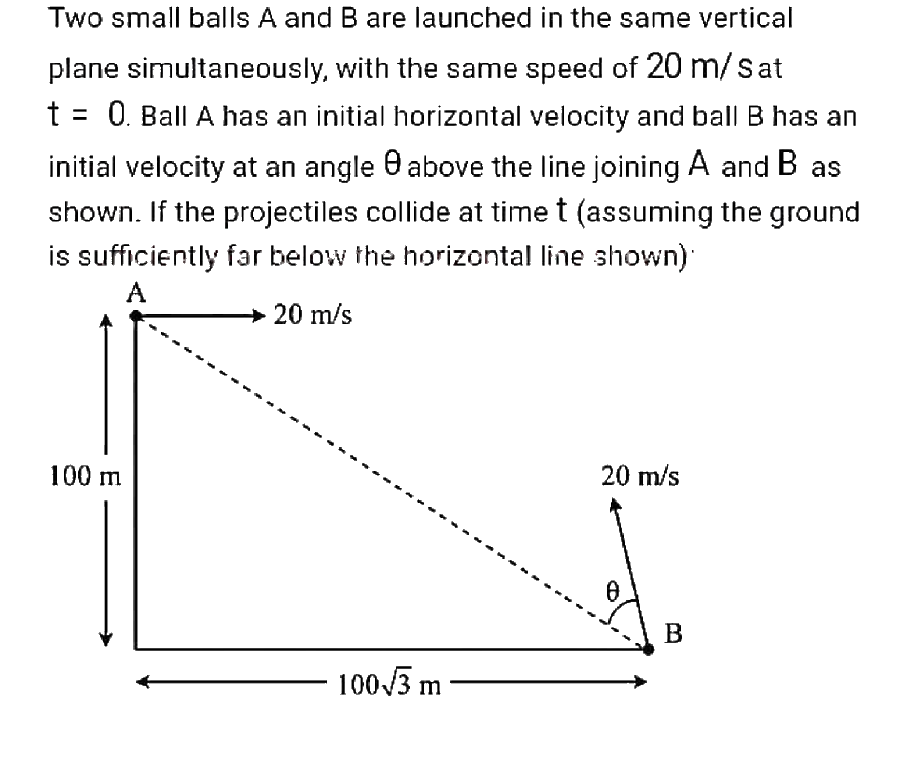 Two small balls A and B are launched in the same vertical
plane simultaneously, with the same speed of 20 m/s at
t = 0. Ball A has an initial horizontal velocity and ball B has an
initial velocity at an angle θ above the line joining A and B as
shown. If the projectiles collide at time t (assuming the ground
is sufficiently far below the horizontal line shown)
A
20 m/s
100 m
20 m/s
θ
B
100√3 m